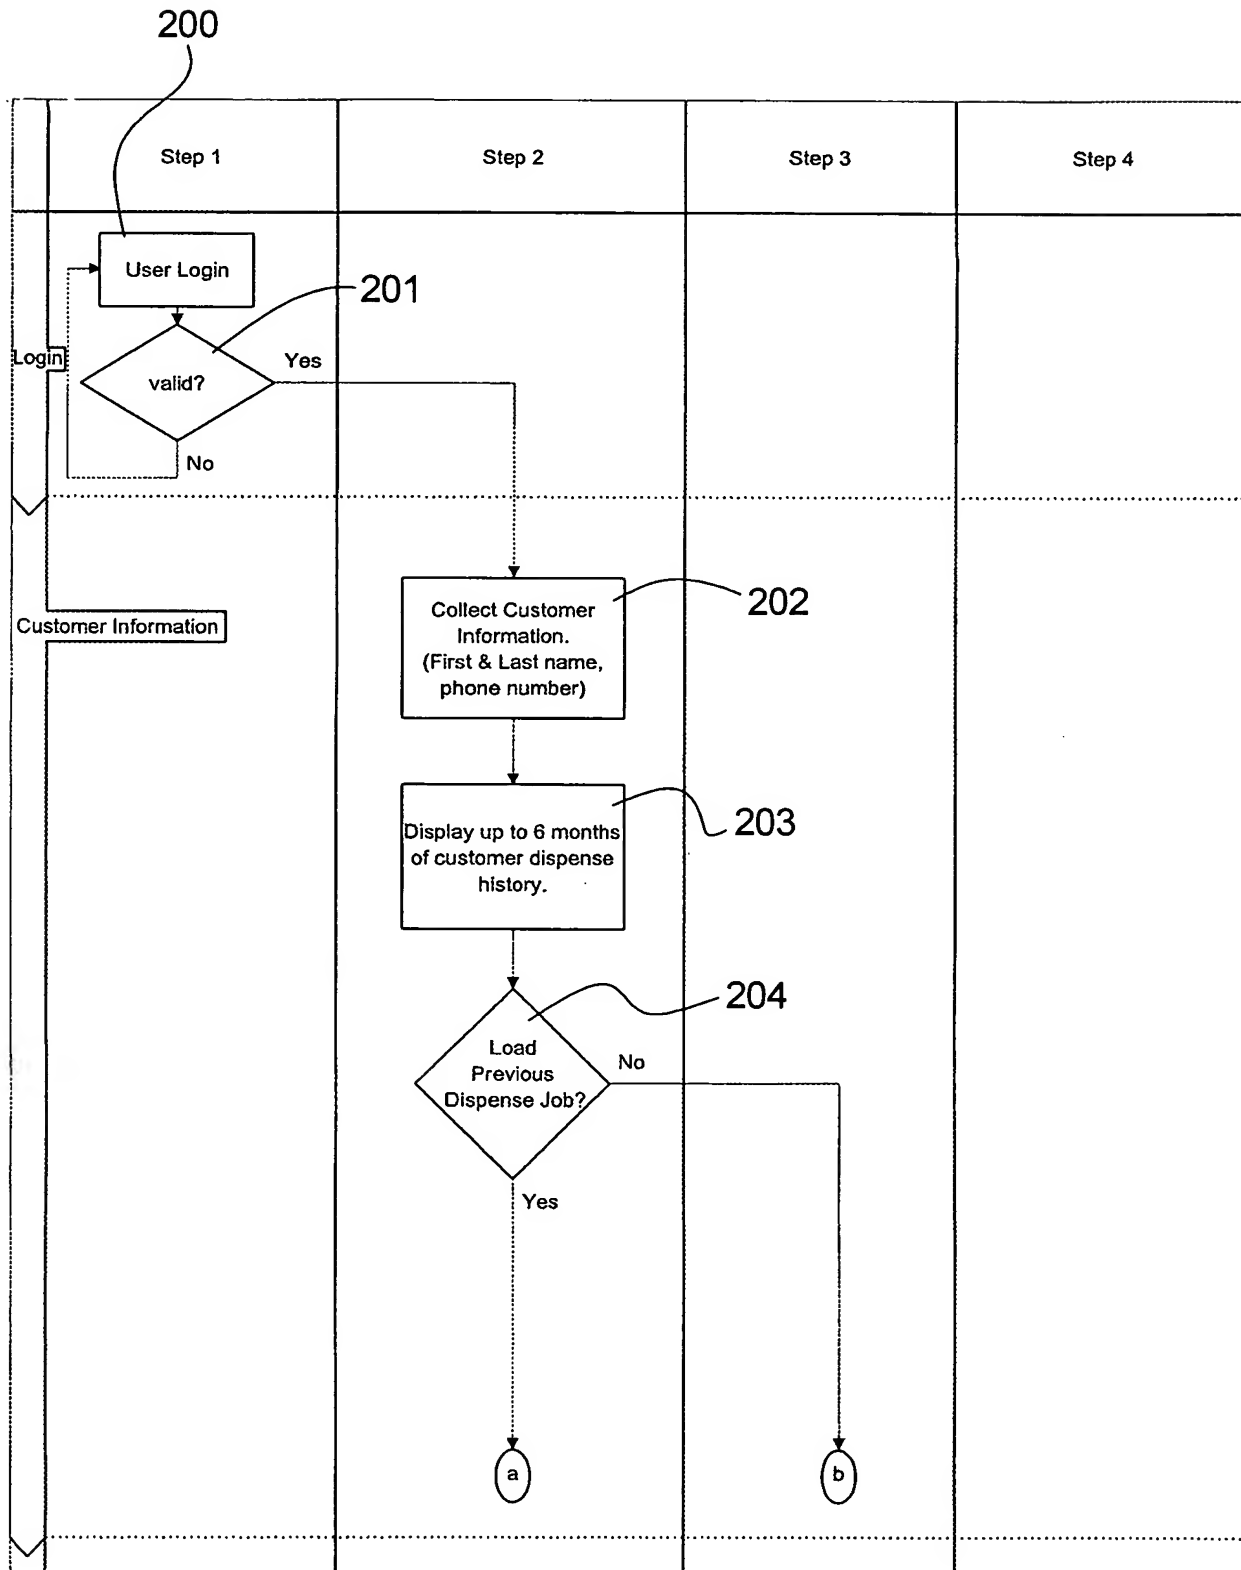 200
Step 1
Step 2
Step 3
Step 4
User Login
201
Login
valid?
Yes
No
Customer Information
Collect Customer
Information.
(First & Last name,
phone number)
202
Display up to 6 months
of customer dispense
history.
203
204
Load
Previous
Dispense Job?
No
Yes
a
b